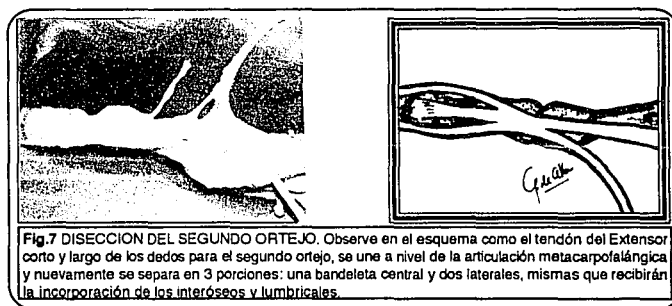 Fig.7 DISECCION DEL SEGUNDO ORTEJO. Observe en el esquema como el tendón del Extensor
corto y largo de los dedos para el segundo ortejo, se une a nivel de la articulación metacarpofalángica
y nuevamente se separa en 3 porciones: una bandeleta central y dos laterales, mismas que recibirán
la incorporación de los interóseos y lumbricales.